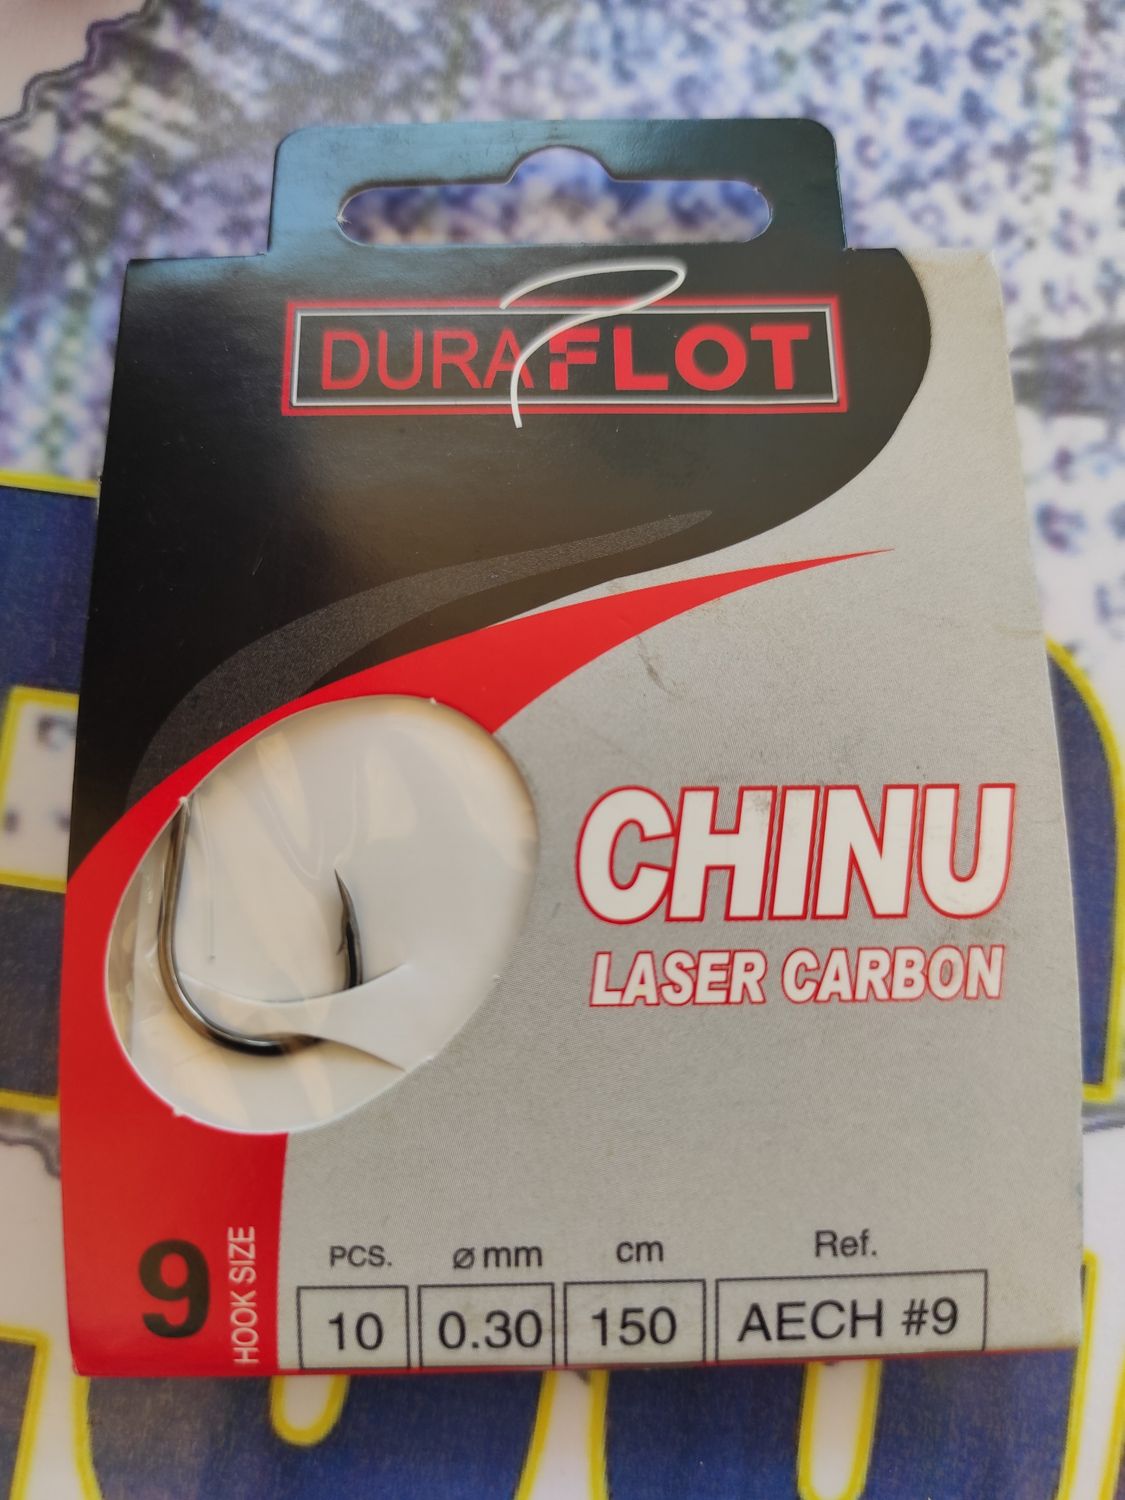 DURAFLOT
CHINU
LASER CARBON
9 HOOK SIZE
PCS. ø mm cm Ref.
10 0.30 150 AECH #9